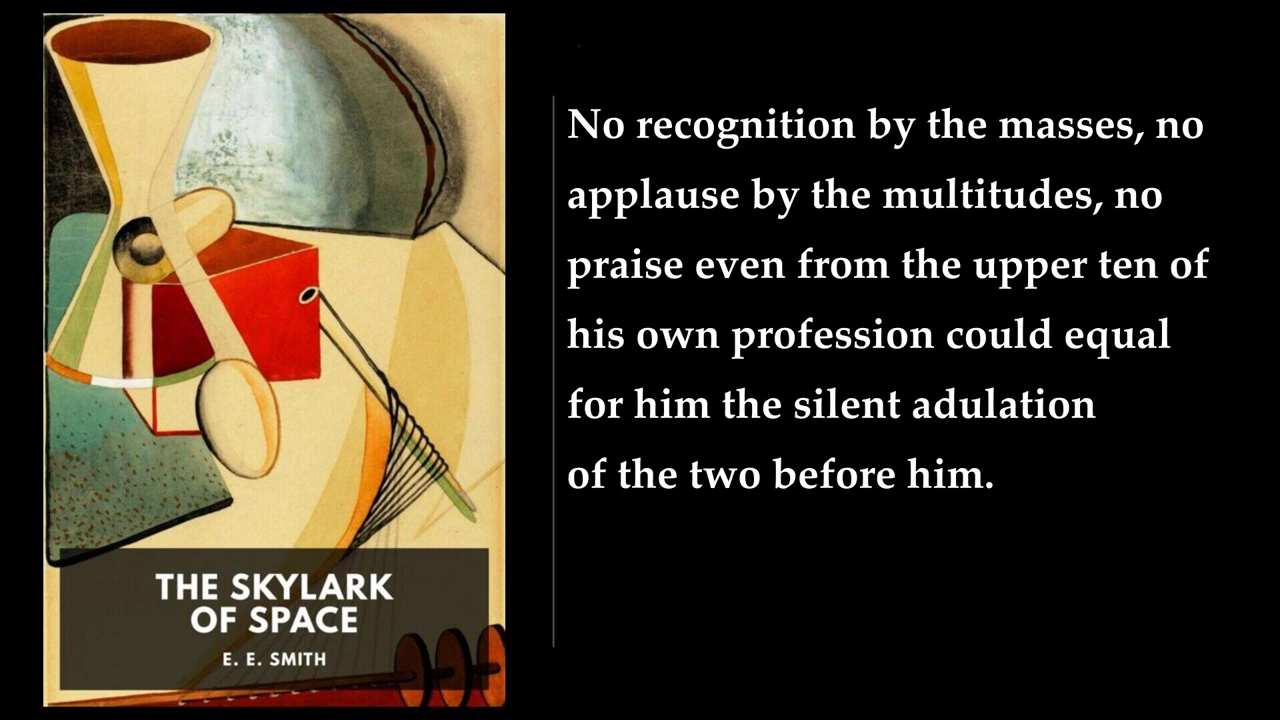 THE SKYLARK
OF SPACE
E. E. SMITH
No recognition by the masses, no
applause by the multitudes, no
praise even from the upper ten of
his own profession could equal
for him the silent adulation
of the two before him.